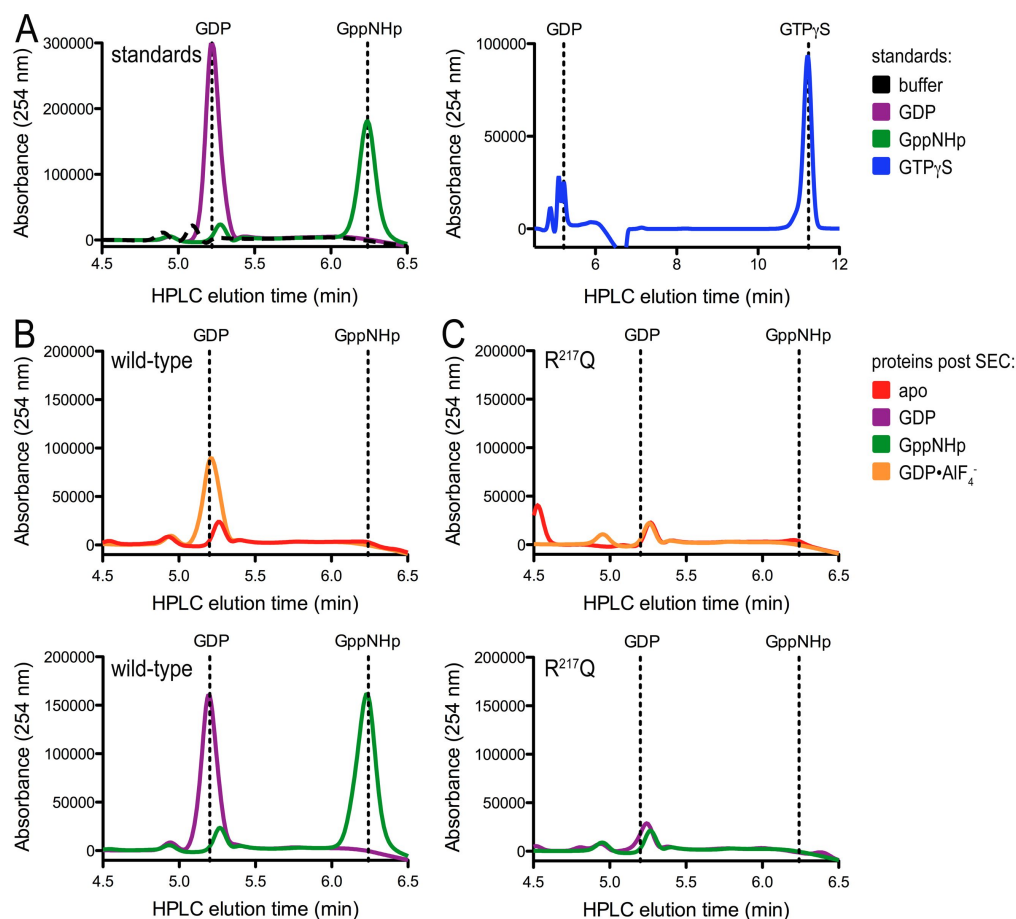 A
GDP GppNHp
standards
300000
200000
100000
0
Absorbance (254 nm)
4.5 5.0 5.5 6.0 6.5
HPLC elution time (min)
GDP GTPγS
100000
50000
0
Absorbance (254 nm)
6 8 10 12
HPLC elution time (min)
standards:
buffer
GDP
GppNHp
GTPγS
B
GDP GppNHp
wild-type
200000
150000
100000
50000
0
Absorbance (254 nm)
4.5 5.0 5.5 6.0 6.5
HPLC elution time (min)
C
GDP GppNHp
R²¹⁷Q
200000
150000
100000
50000
0
Absorbance (254 nm)
4.5 5.0 5.5 6.0 6.5
HPLC elution time (min)
proteins post SEC:
apo
GDP
GppNHp
GDP•AlF₄⁻
GDP GppNHp
wild-type
200000
150000
100000
50000
0
Absorbance (254 nm)
4.5 5.0 5.5 6.0 6.5
HPLC elution time (min)
GDP GppNHp
R²¹⁷Q
200000
150000
100000
50000
0
Absorbance (254 nm)
4.5 5.0 5.5 6.0 6.5
HPLC elution time (min)